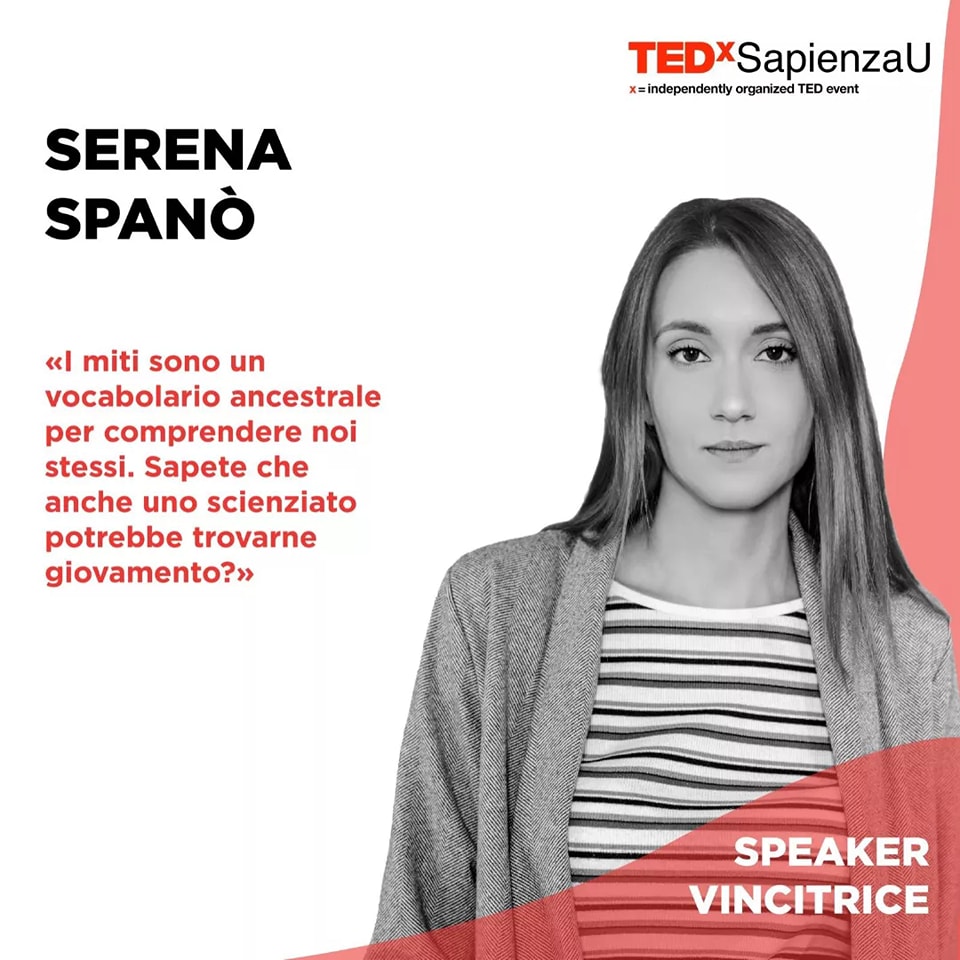 TEDxSapienzaU
x = independently organized TED event
SERENA
SPANÒ
«I miti sono un
vocabolario ancestrale
per comprendere noi
stessi. Sapete che
anche uno scienziato
potrebbe trovarne
giovamento?»
SPEAKER
VINCITRICE